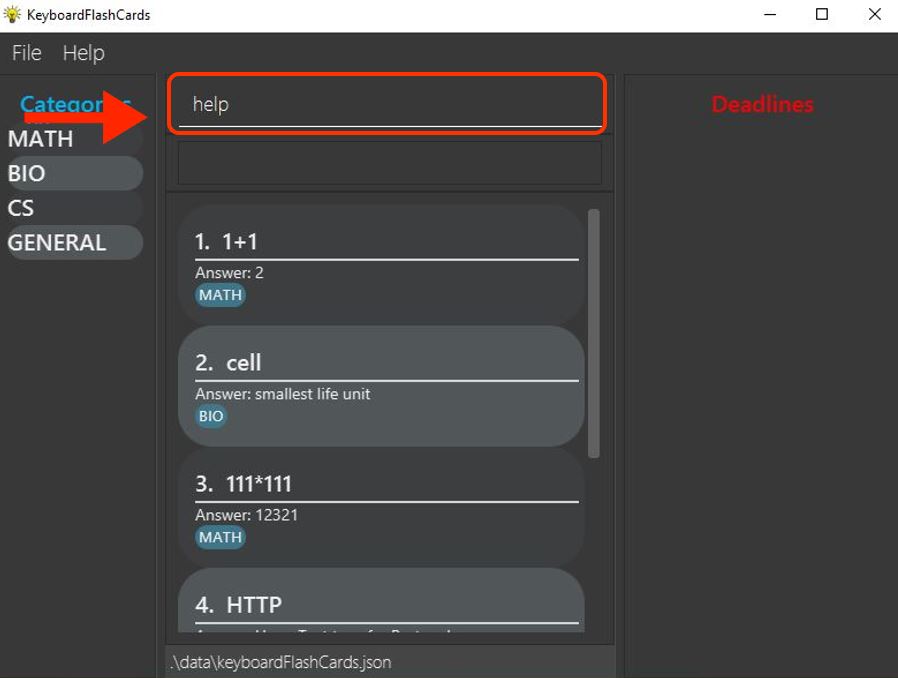 KeyboardFlashCards
File Help
Categories
help
Deadlines
MATH
BIO
CS
GENERAL
1. 1+1
Answer: 2
MATH
2. cell
Answer: smallest life unit
BIO
3. 111*111
Answer: 12321
MATH
4. HTTP
.\data\keyboardFlashCards.json